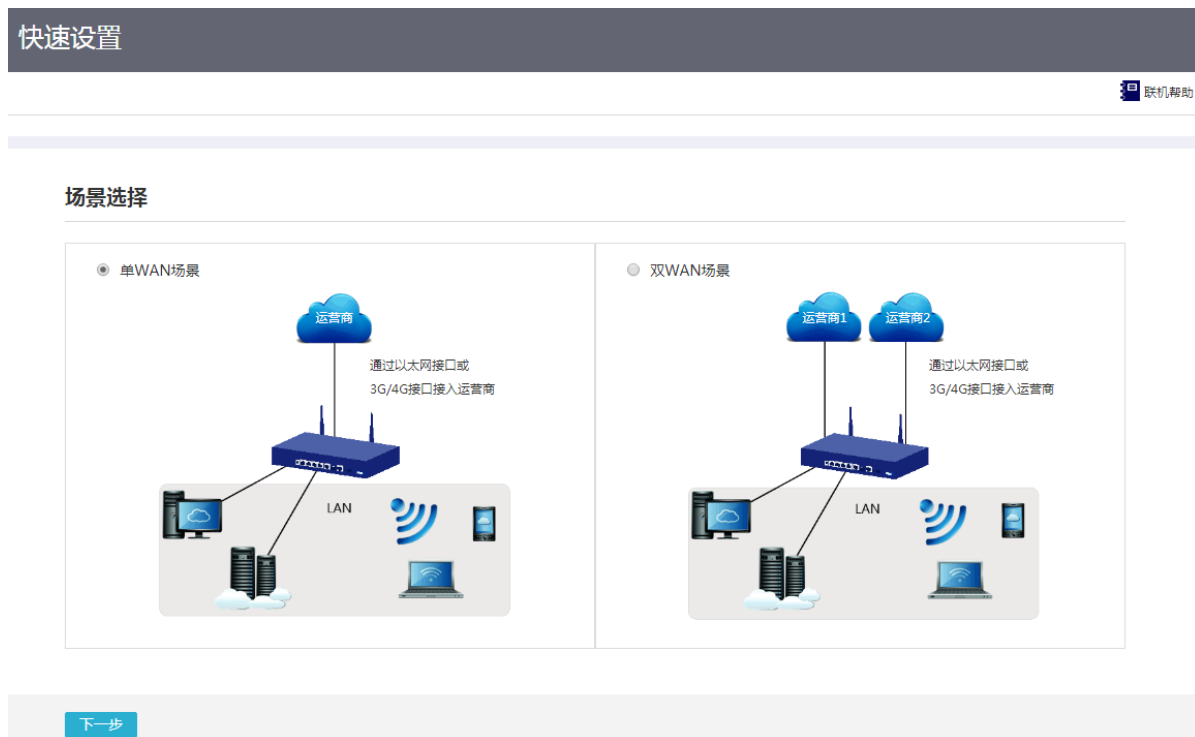 快速设置
联机帮助
场景选择
单WAN场景
运营商
通过以太网接口或
3G/4G接口接入运营商
LAN
双WAN场景
运营商1
运营商2
通过以太网接口或
3G/4G接口接入运营商
LAN
下一步